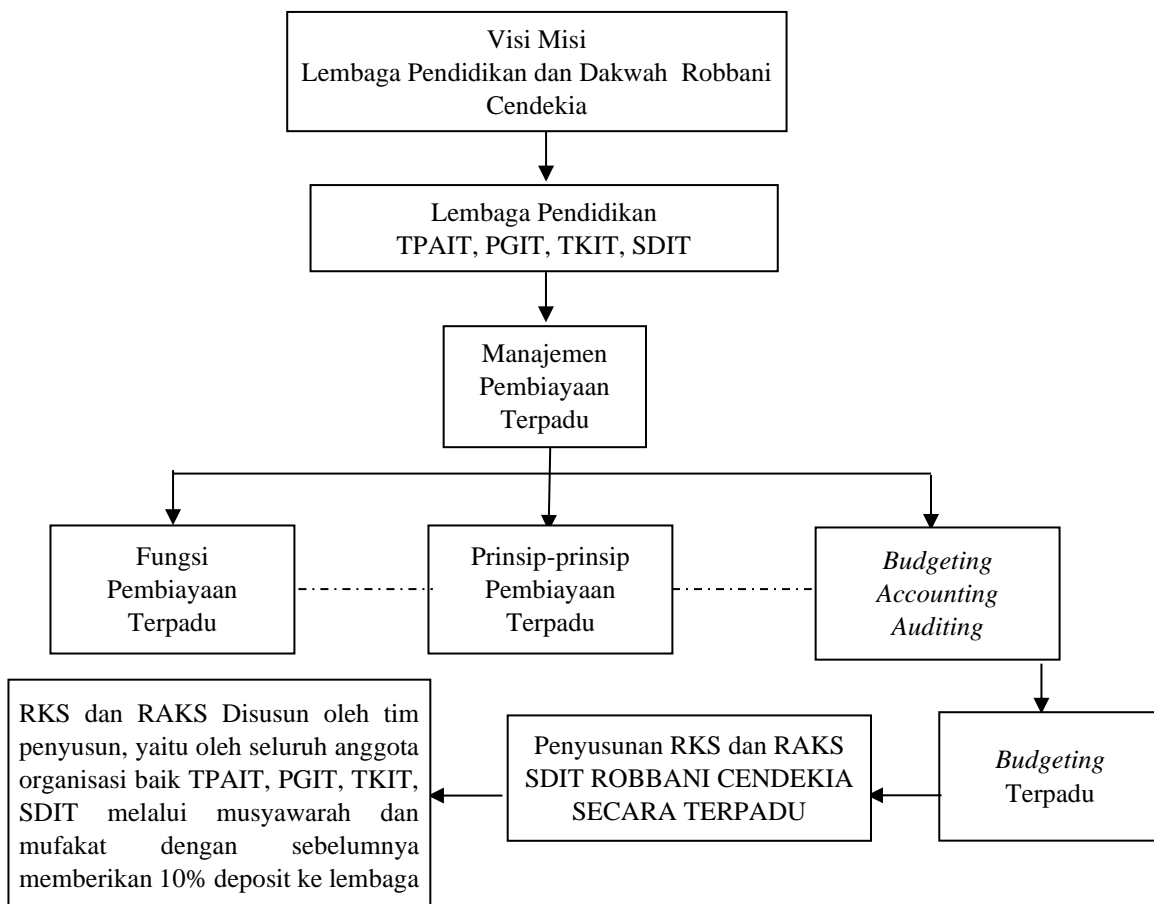 Visi Misi
Lembaga Pendidikan dan Dakwah Robbani
Cendekia
Lembaga Pendidikan
TPAIT, PGIT, TKIT, SDIT
Manajemen
Pembiayaan
Terpadu
Fungsi
Pembiayaan
Terpadu
Prinsip-prinsip
Pembiayaan
Terpadu
Budgeting
Accounting
Auditing
RKS dan RAKS Disusun oleh tim
penyusun, yaitu oleh seluruh anggota
organisasi baik TPAIT, PGIT, TKIT,
SDIT melalui musyawarah dan
mufakat dengan sebelumnya
memberikan 10% deposit ke lembaga
Penyusunan RKS dan RAKS
SDIT ROBBANI CENDEKIA
SECARA TERPADU
Budgeting
Terpadu